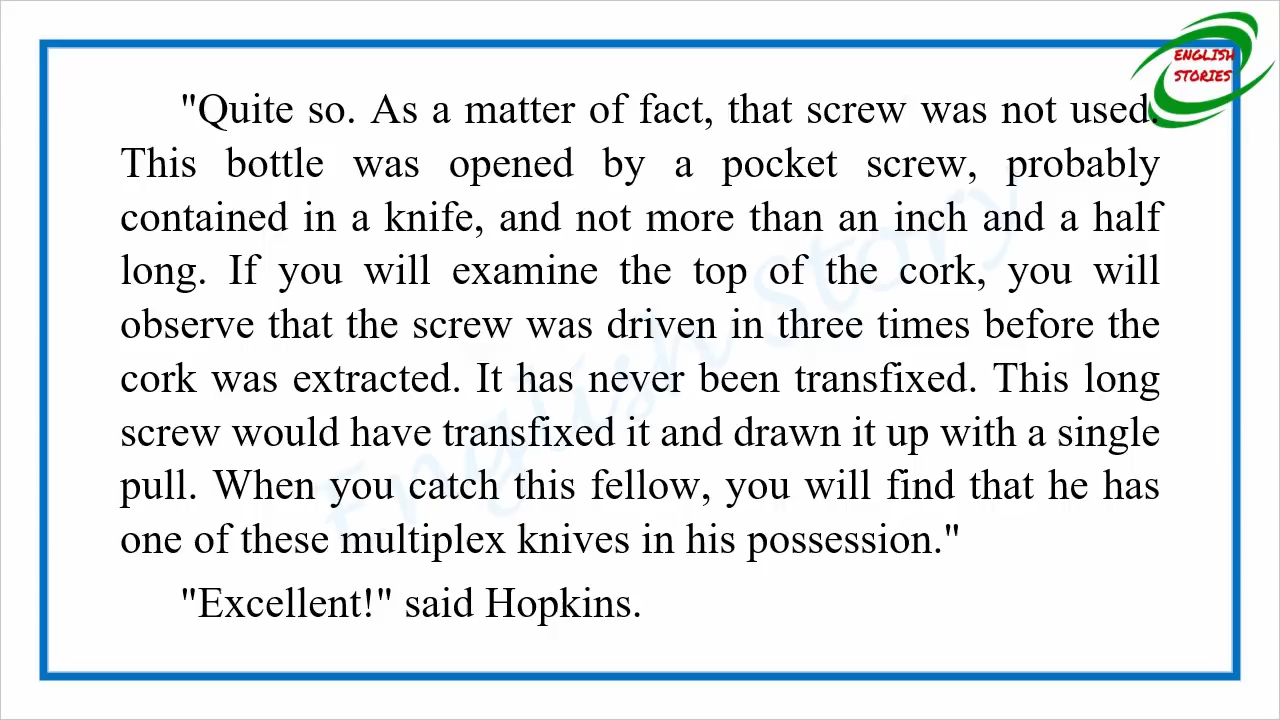 ENGLISH
STORIES
"Quite so. As a matter of fact, that screw was not used.
This bottle was opened by a pocket screw, probably
contained in a knife, and not more than an inch and a half
long. If you will examine the top of the cork, you will
observe that the screw was driven in three times before the
cork was extracted. It has never been transfixed. This long
screw would have transfixed it and drawn it up with a single
pull. When you catch this fellow, you will find that he has
one of these multiplex knives in his possession."
"Excellent!" said Hopkins.
English Story